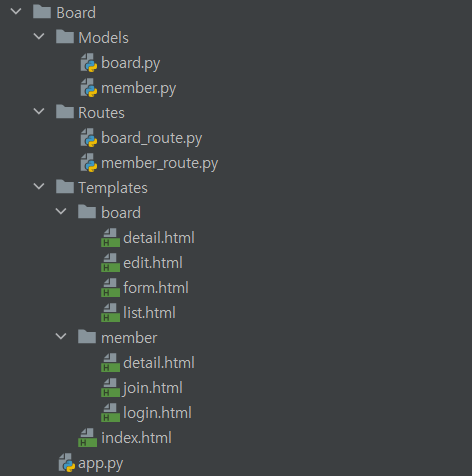 Board
Models
board.py
member.py
Routes
board_route.py
member_route.py
Templates
board
detail.html
edit.html
form.html
list.html
member
detail.html
join.html
login.html
index.html
app.py